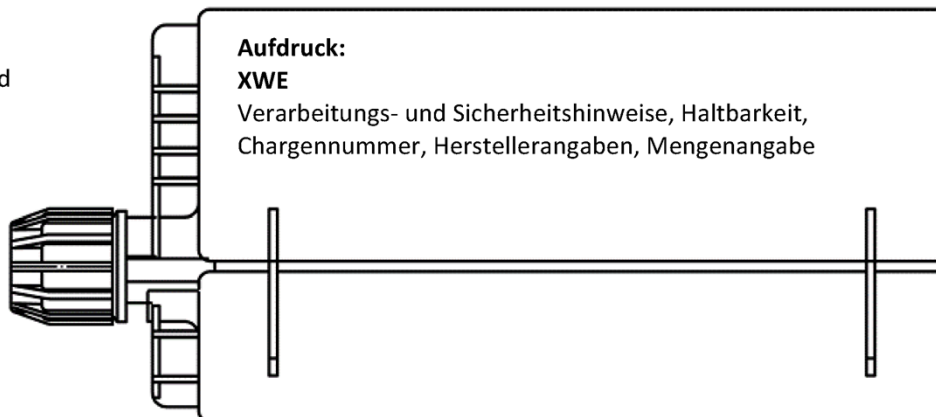 d
Aufdruck:
XWE
Verarbeitungs- und Sicherheitshinweise, Haltbarkeit,
Chargennummer, Herstellerangaben, Mengenangabe